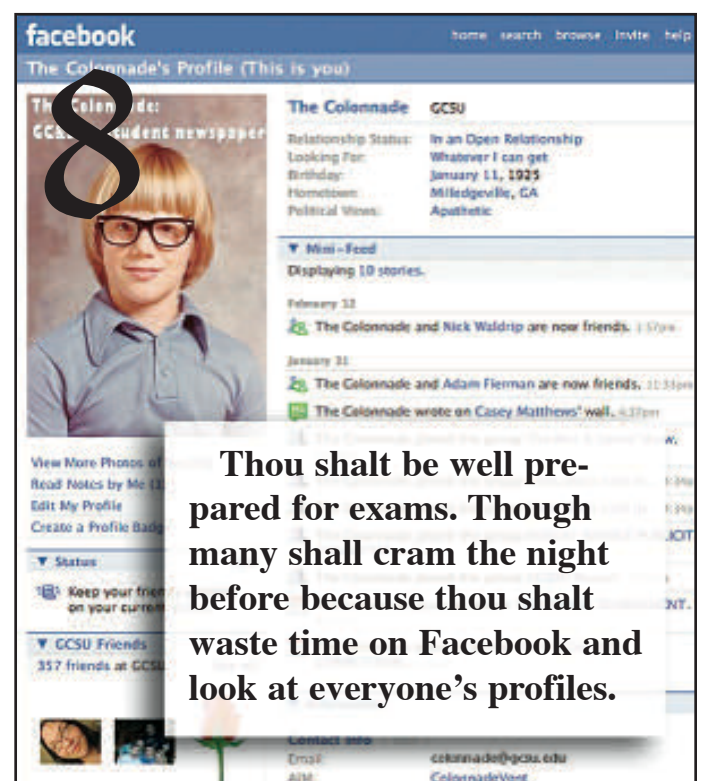 facebook
home search browse invite help
The Colonnade's Profile (This is you)
8
The Colonnade:
GCSU's student newspaper
The Colonnade GCSU
Relationship Status: In an Open Relationship
Looking For: Whatever I can get
Birthday: January 11, 1925
Hometown: Milledgeville, GA
Political Views: Apathetic
Mini-Feed
Displaying 10 stories.
February 12
The Colonnade and Nick Waldrip are now friends. 1:57pm
January 31
The Colonnade and Adam Fierman are now friends.
The Colonnade wrote on Casey Matthews' wall. 4:37pm
View More Photos of
Read Notes by Me
Edit My Profile
Create a Profile Badge
Status
Keep your frien
on your curren
GCSU Friends
357 friends at GCSU.
Thou shalt be well pre-
pared for exams. Though
many shall cram the night
before because thou shalt
waste time on Facebook and
look at everyone's profiles.
Contact Info
Email: colonnade@gcsu.edu
AIM: ColonnadeVent